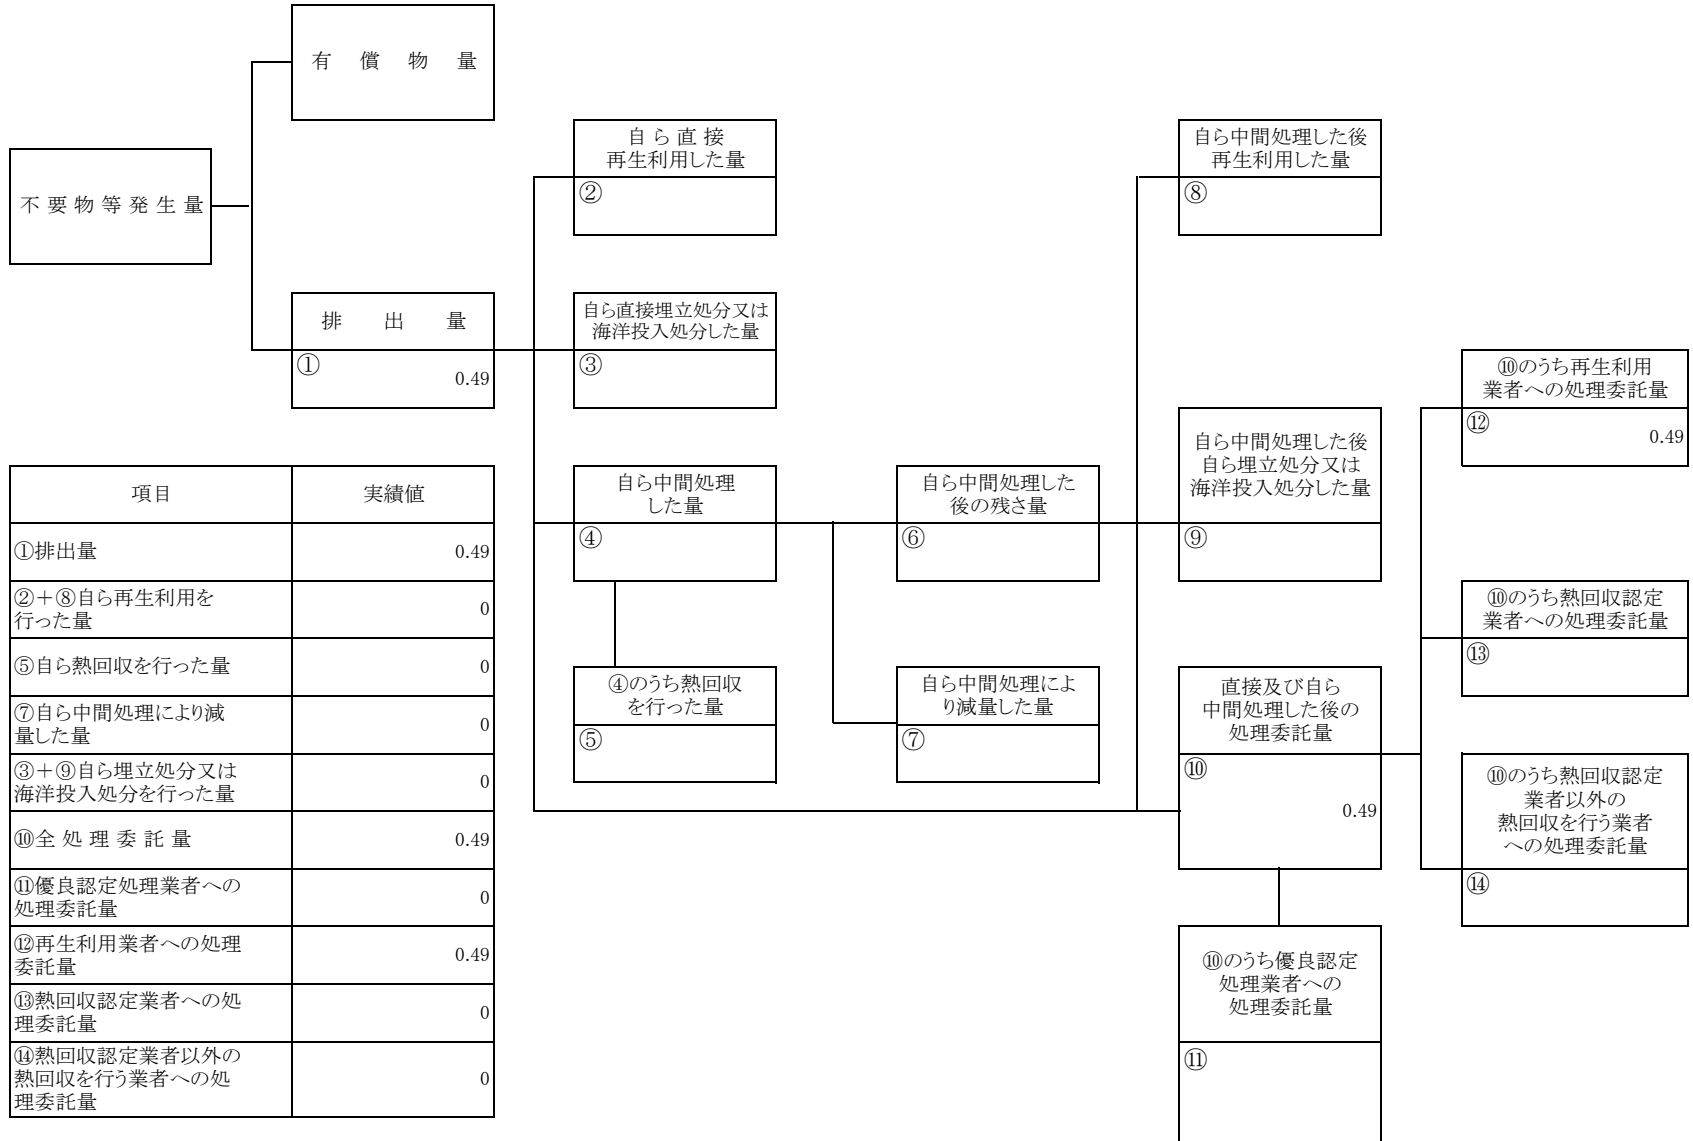 有 償 物 量
不 要 物 等 発 生 量
排 出 量
①
0.49
自 ら 直 接
再生利用した量
②
自ら直接埋立処分又は
海洋投入処分した量
③
自ら中間処理
した量
④
④のうち熱回収
を行った量
⑤
自ら中間処理した
後の残さ量
⑥
自ら中間処理によ
り減量した量
⑦
自ら中間処理した後
再生利用した量
⑧
自ら中間処理した後
自ら埋立処分又は
海洋投入処分した量
⑨
直接及び自ら
中間処理した後の
処理委託量
⑩
0.49
⑩のうち優良認定
処理業者への
処理委託量
⑪
⑩のうち再生利用
業者への処理委託量
⑫
0.49
⑩のうち熱回収認定
業者への処理委託量
⑬
⑩のうち熱回収認定
業者以外の
熱回収を行う業者
への処理委託量
⑭
項目 実績値
①排出量 0.49
②＋⑧自ら再生利用を
行った量 0
⑤自ら熱回収を行った量 0
⑦自ら中間処理により減
量した量 0
③＋⑨自ら埋立処分又は
海洋投入処分を行った量 0
⑩全 処 理 委 託 量 0.49
⑪優良認定処理業者への
処理委託量 0
⑫再生利用業者への処理
委託量 0.49
⑬熱回収認定業者への処
理委託量 0
⑭熱回収認定業者以外の
熱回収を行う業者への処 0
理委託量